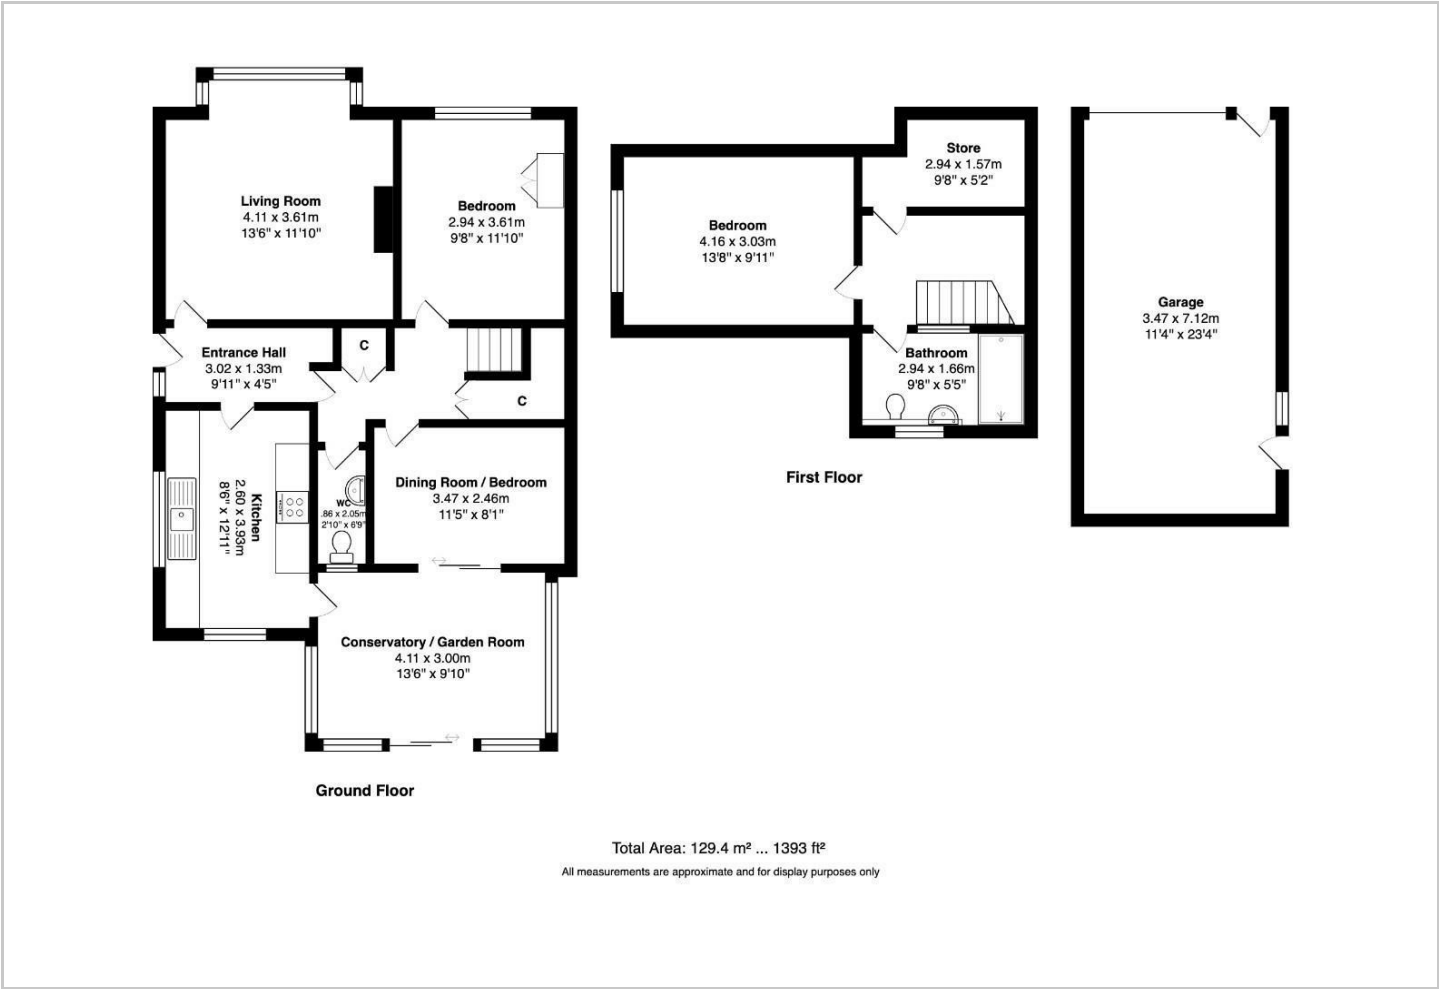 Living Room
4.11 x 3.61m
13'6" x 11'10"
Bedroom
2.94 x 3.61m
9'8" x 11'10"
Entrance Hall
3.02 x 1.33m
9'11" x 4'5"
C
C
Kitchen
2.60 x 3.93m
8'6" x 12'11"
WC
.86 x 2.05m
2'10" x 6'9"
Dining Room / Bedroom
3.47 x 2.46m
11'5" x 8'1"
Conservatory / Garden Room
4.11 x 3.00m
13'6" x 9'10"
Ground Floor
Bedroom
4.16 x 3.03m
13'8" x 9'11"
Store
2.94 x 1.57m
9'8" x 5'2"
Bathroom
2.94 x 1.66m
9'8" x 5'5"
First Floor
Garage
3.47 x 7.12m
11'4" x 23'4"
Total Area: 129.4 m² ... 1393 ft²
All measurements are approximate and for display purposes only